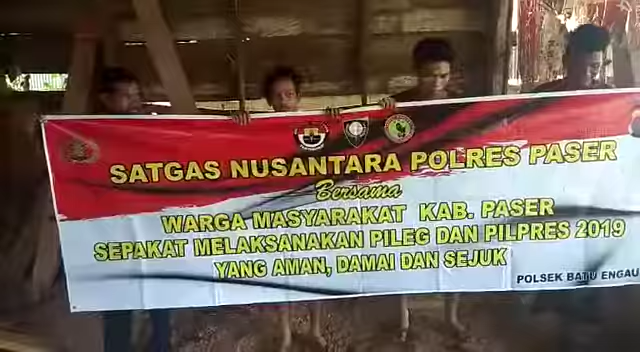 SATGAS NUSANTARA POLRES PASER
Bersama
WARGA MASYARAKAT KAB. PASER
SEPAKAT MELAKSANAKAN PILEG DAN PILPRES 2019
YANG AMAN, DAMAI DAN SEJUK
POLSEK BATU ENGAU